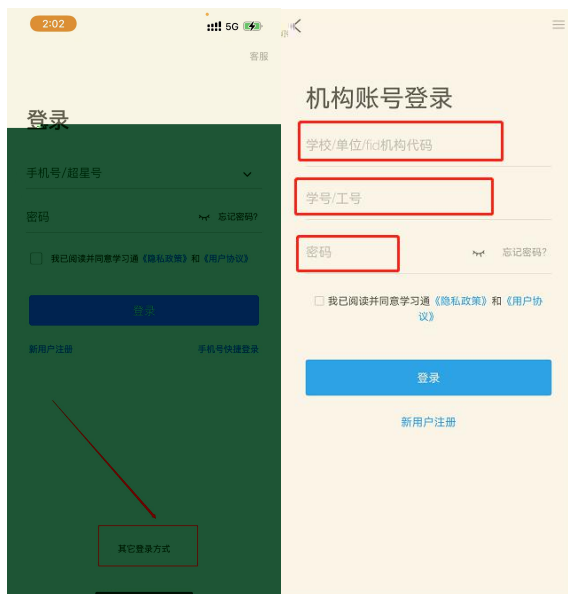 2:02
5G
客服
登录
手机号/超星号
密码
忘记密码?
我已阅读并同意学习通《隐私政策》和《用户协议》
登录
新用户注册
手机号快捷登录
其它登录方式
机构账号登录
学校/单位/fid机构代码
学号/工号
密码
忘记密码?
我已阅读并同意学习通《隐私政策》和《用户协
议》
登录
新用户注册